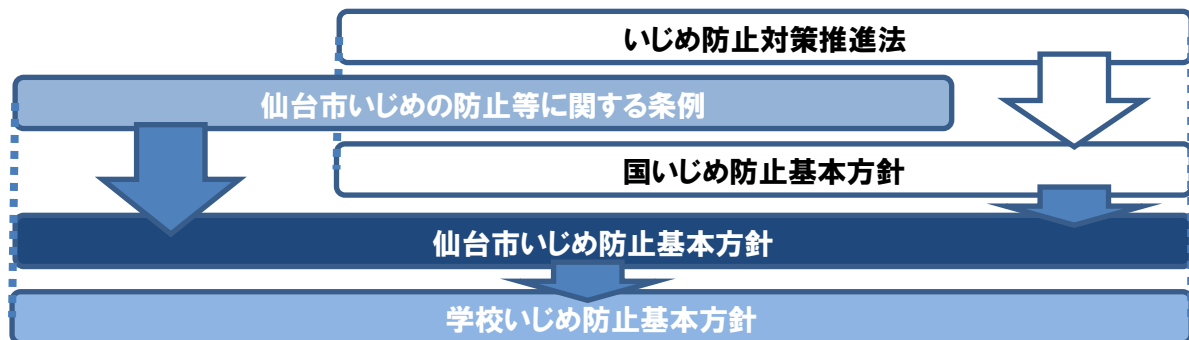 いじめ防止対策推進法
仙台市いじめの防止等に関する条例
国いじめ防止基本方針
仙台市いじめ防止基本方針
学校いじめ防止基本方針